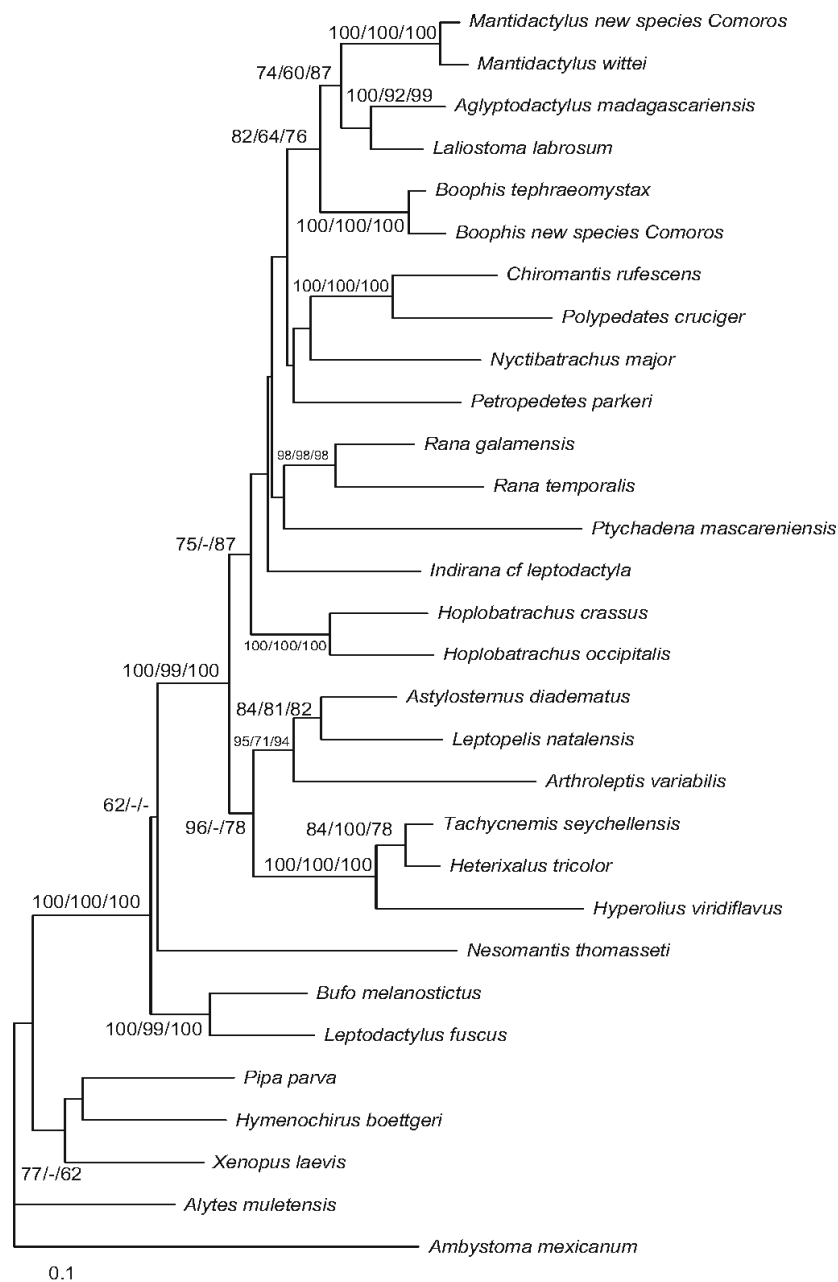 Mantidactylus new species Comoros
100/100/100
Mantidactylus wittei
74/60/87
100/92/99
Aglyptodactylus madagascariensis
82/64/76
Laliostoma labrosum
Boophis tephraeomystax
100/100/100
Boophis new species Comoros
Chiromantis rufescens
100/100/100
Polypedates cruciger
Nyctibatrachus major
Petropedetes parkeri
Rana galamensis
98/98/98
Rana temporalis
Ptychadena mascareniensis
75/-/87
Indirana cf leptodactyla
Hoplobatrachus crassus
100/100/100
Hoplobatrachus occipitalis
100/99/100
Astylosternus diadematus
84/81/82
Leptopelis natalensis
95/71/94
Arthroleptis variabilis
62/-/-
96/-/78
84/100/78
Tachycnemis seychellensis
100/100/100
Heterixalus tricolor
100/100/100
Hyperolius viridiflavus
Nesomantis thomasseti
Bufo melanostictus
100/99/100
Leptodactylus fuscus
Pipa parva
Hymenochirus boettgeri
Xenopus laevis
77/-/62
Alytes muletensis
Ambystoma mexicanum
0.1